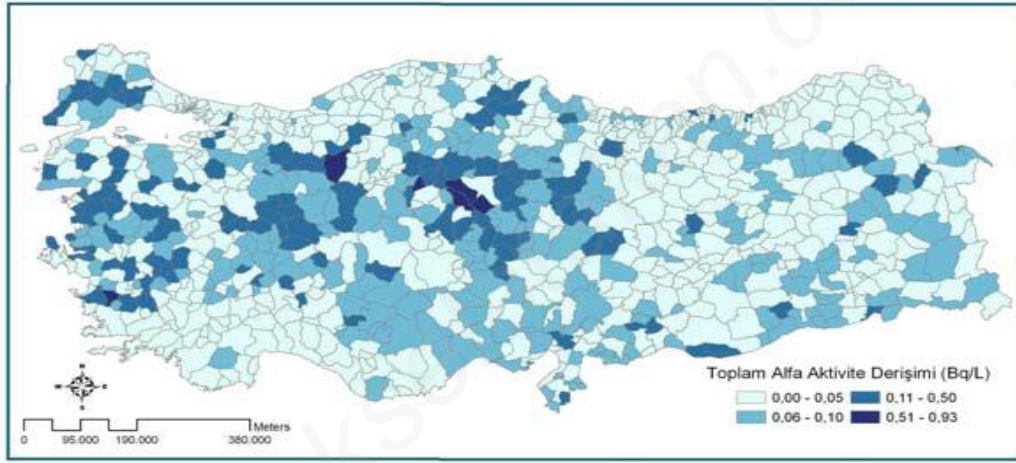 Toplam Alfa Aktivite Derişimi (Bq/L)
0,00 - 0,05
0,11 - 0,50
0,06 - 0,10
0,51 - 0,93
N
W
E
S
Meters
0
95.000
190.000
380.000